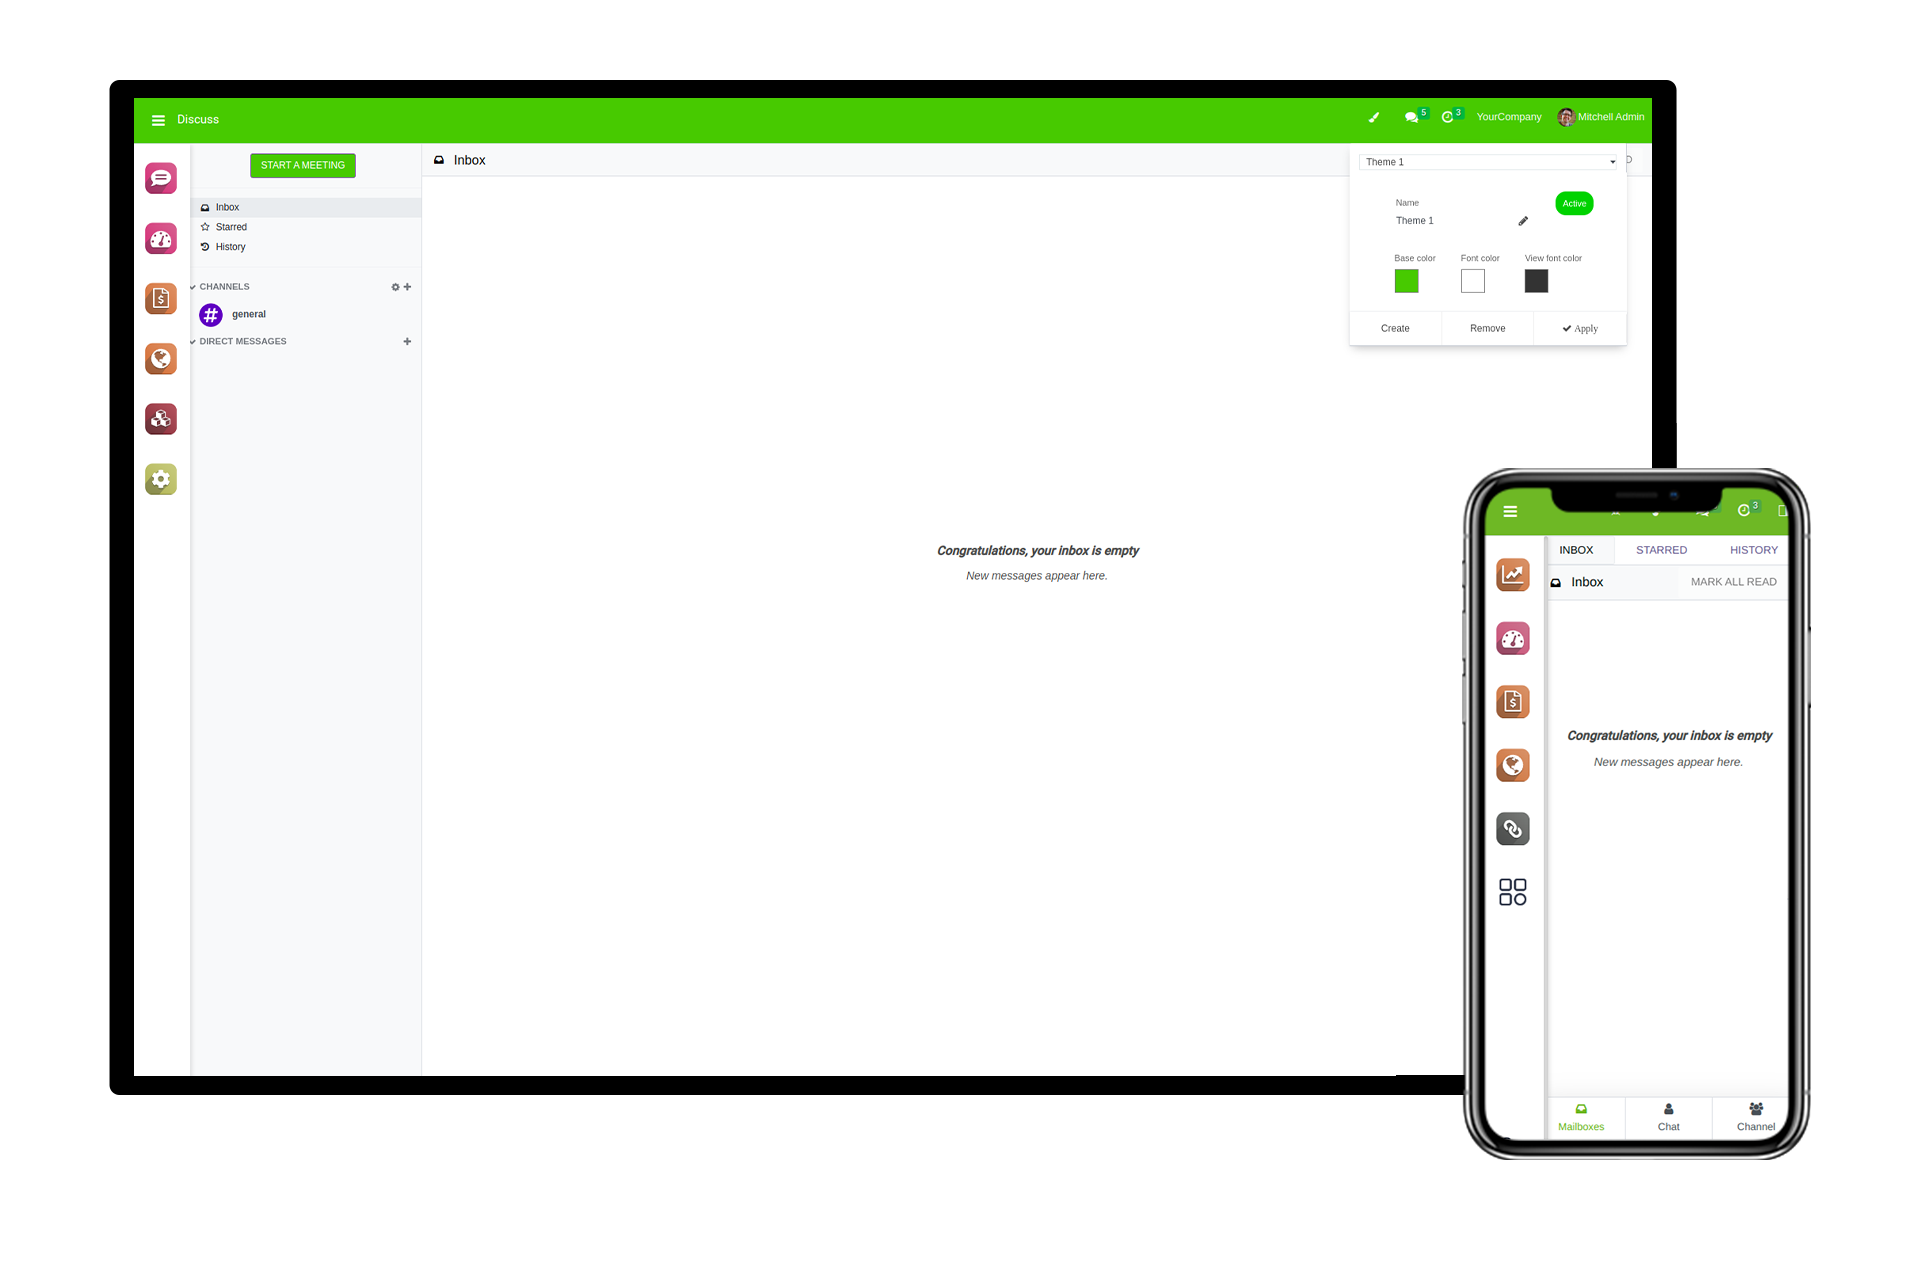 Discuss
5
3
YourCompany
Mitchell Admin
START A MEETING
Inbox
Starred
History
CHANNELS
general
DIRECT MESSAGES
Inbox
Theme 1
Name
Active
Theme 1
Base color
Font color
View font color
Create
Remove
Apply
Congratulations, your inbox is empty
New messages appear here.
3
INBOX
STARRED
HISTORY
Inbox
MARK ALL READ
Congratulations, your inbox is empty
New messages appear here.
Mailboxes
Chat
Channel